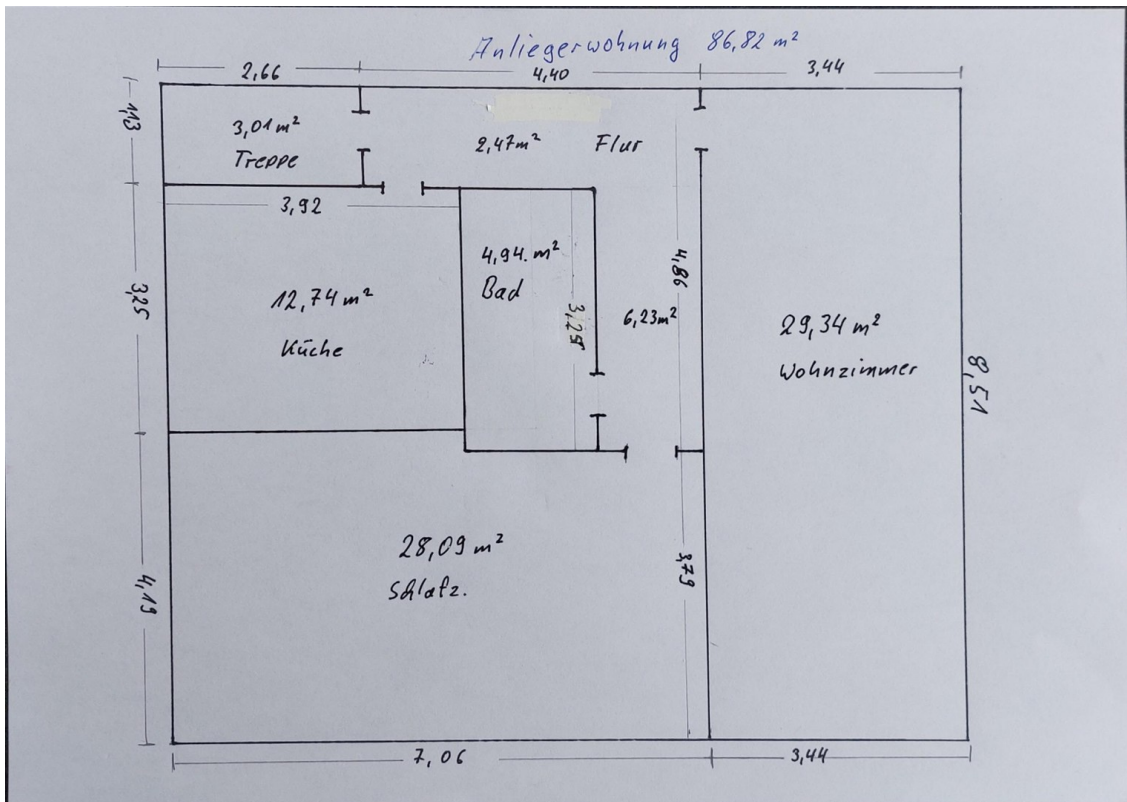 Anliegerwohnung 86,82 m²
2,66
4,40
3,44
1,13
3,01 m²
Treppe
2,47 m²
Flur
3,92
3,25
12,74 m²
Küche
4,94 m²
Bad
3,25
4,86
6,23 m²
29,34 m²
Wohnzimmer
8,51
4,19
28,09 m²
Schlafz.
3,79
7,06
3,44